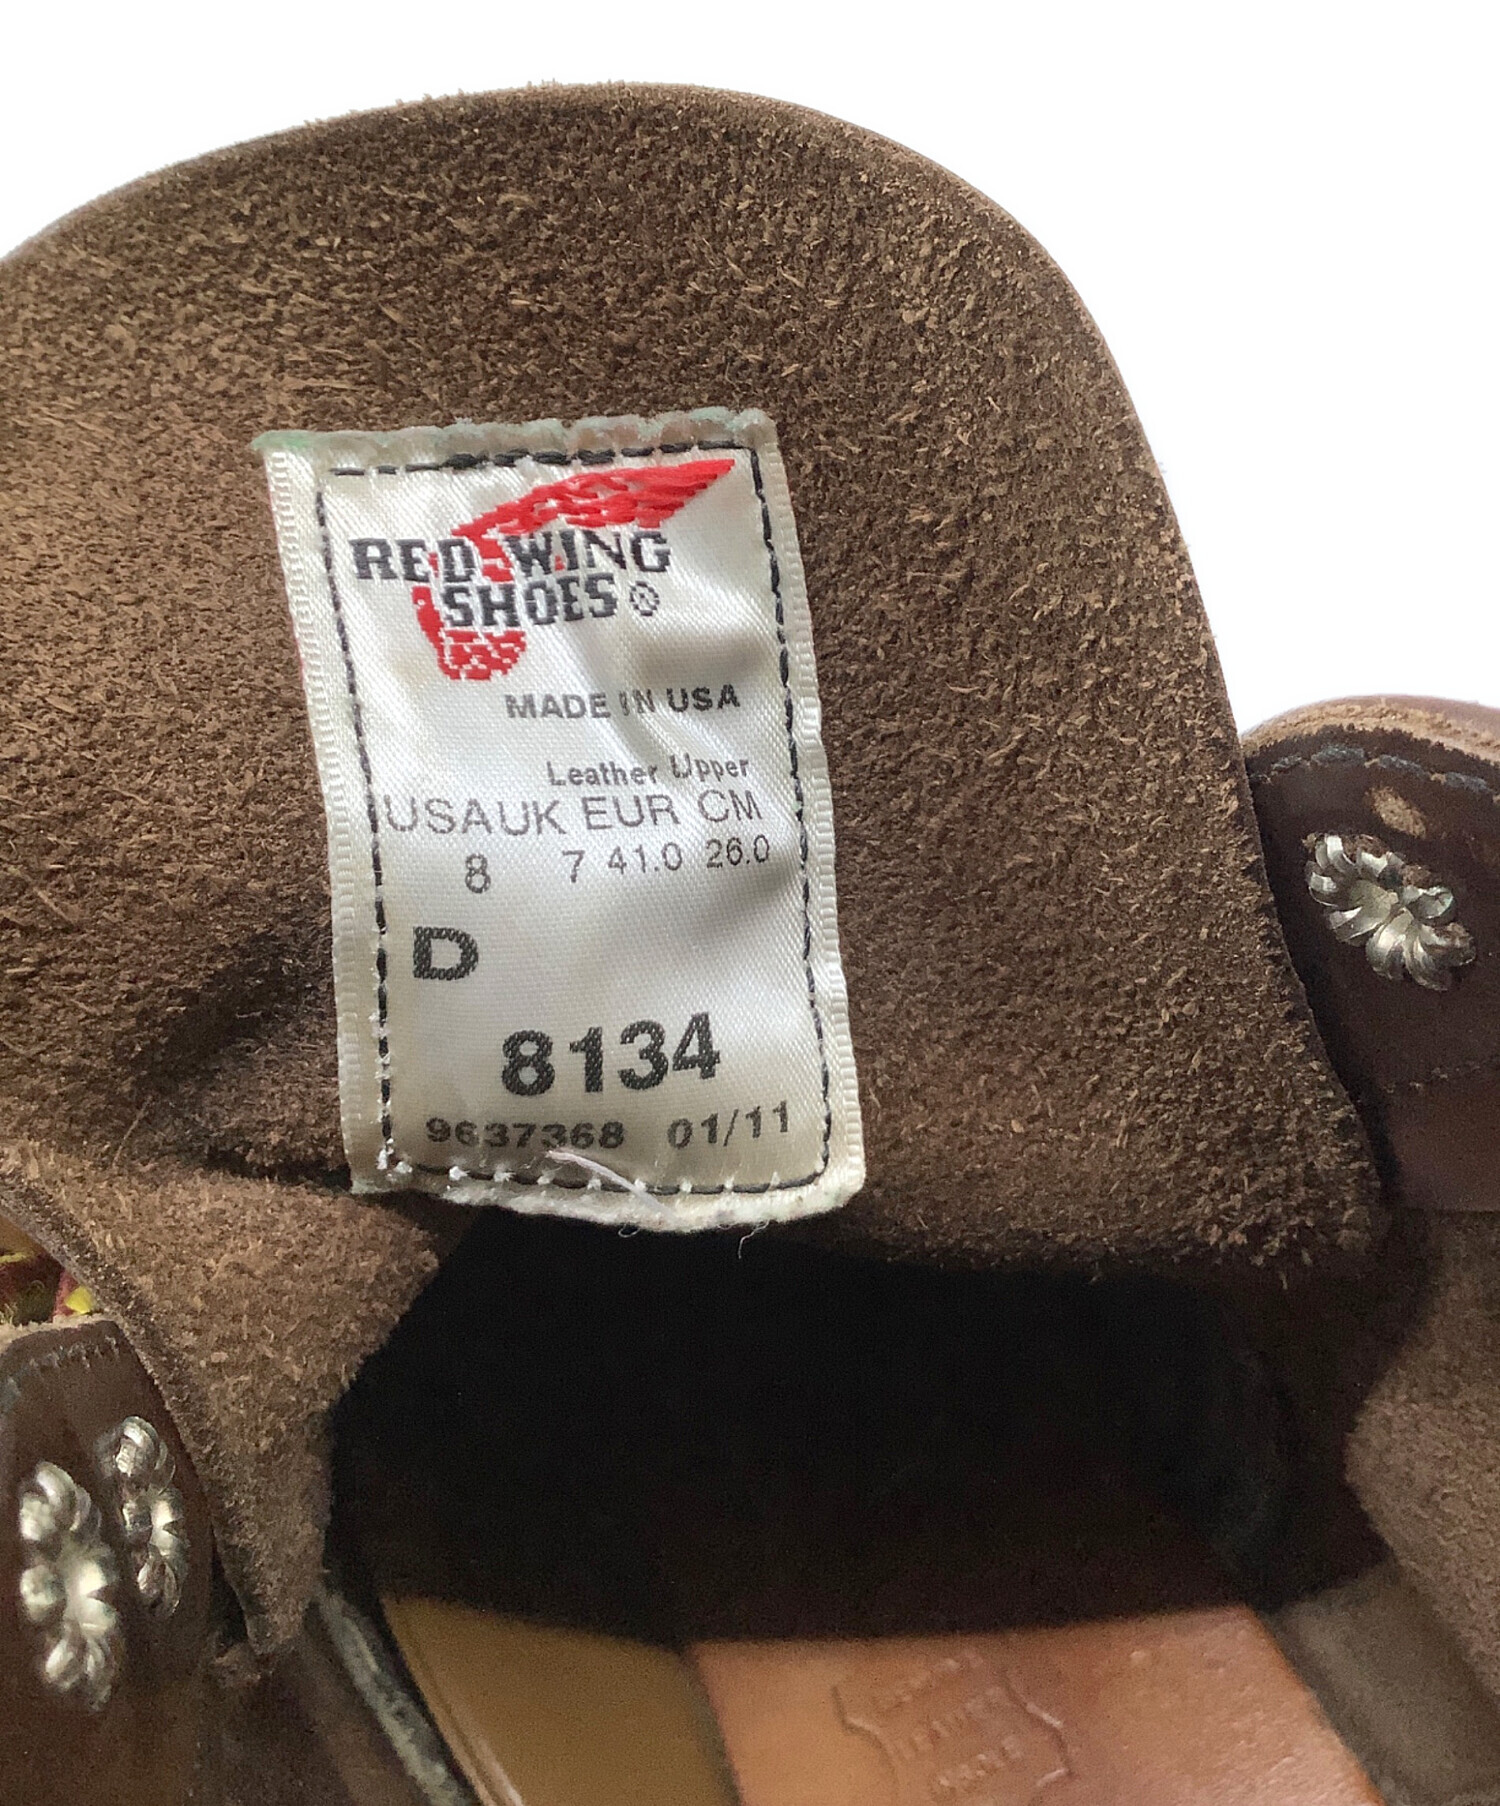 RED WING
SHOES ®
MADE IN USA
Leather Upper
USA UK EUR CM
8 7 41.0 26.0
D
8134
9637368 01/11
LEATHER